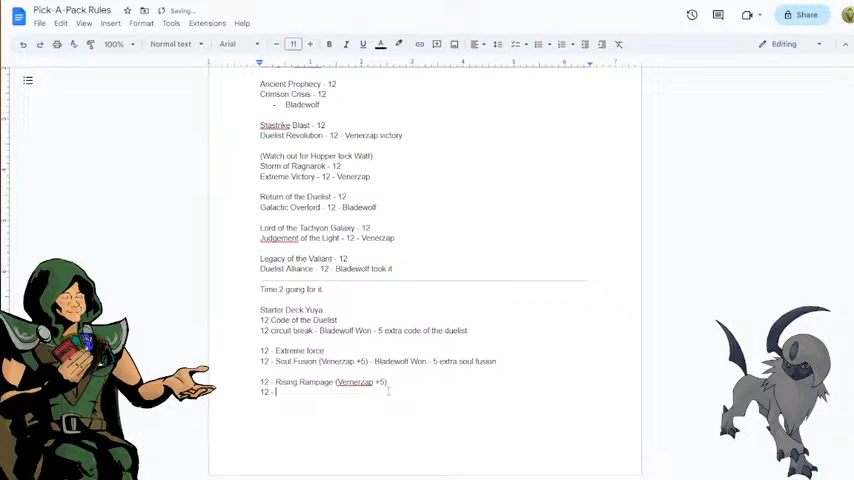 Pick-A-Pack Rules
Saving...
File Edit View Insert Format Tools Extensions Help
Share
100%
Normal text
Arial
11
Editing
Ancient Prophecy - 12
Crimson Crisis - 12
- Bladewolf
Stastrike Blast - 12
Duelist Revolution - 12 - Venerzap victory
(Watch out for Hopper lock Watt)
Storm of Ragnarok - 12
Extreme Victory - 12 - Venerzap
Return of the Duelist - 12
Galactic Overlord - 12 - Bladewolf
Lord of the Tachyon Galaxy - 12
Judgement of the Light - 12 - Venerzap
Legacy of the Valiant - 12
Duelist Alliance - 12 - Bladewolf took it
Time 2 going for it
Starter Deck Yuya
12 Code of the Duelist
12 circuit break - Bladewolf Won - 5 extra code of the duelist
12 - Extreme force
12 - Soul Fusion (Venerzap +5) - Bladewolf Won - 5 extra soul fusion
12 - Rising Rampage (Vernerzap +5)
12 -